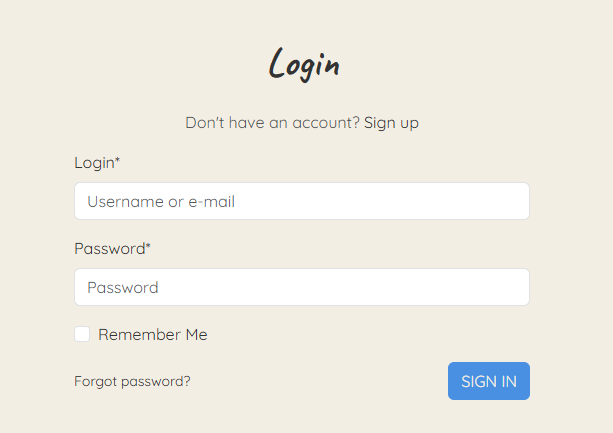 Login
Don't have an account? Sign up
Login*
Username or e-mail
Password*
Password
Remember Me
Forgot password?
SIGN IN